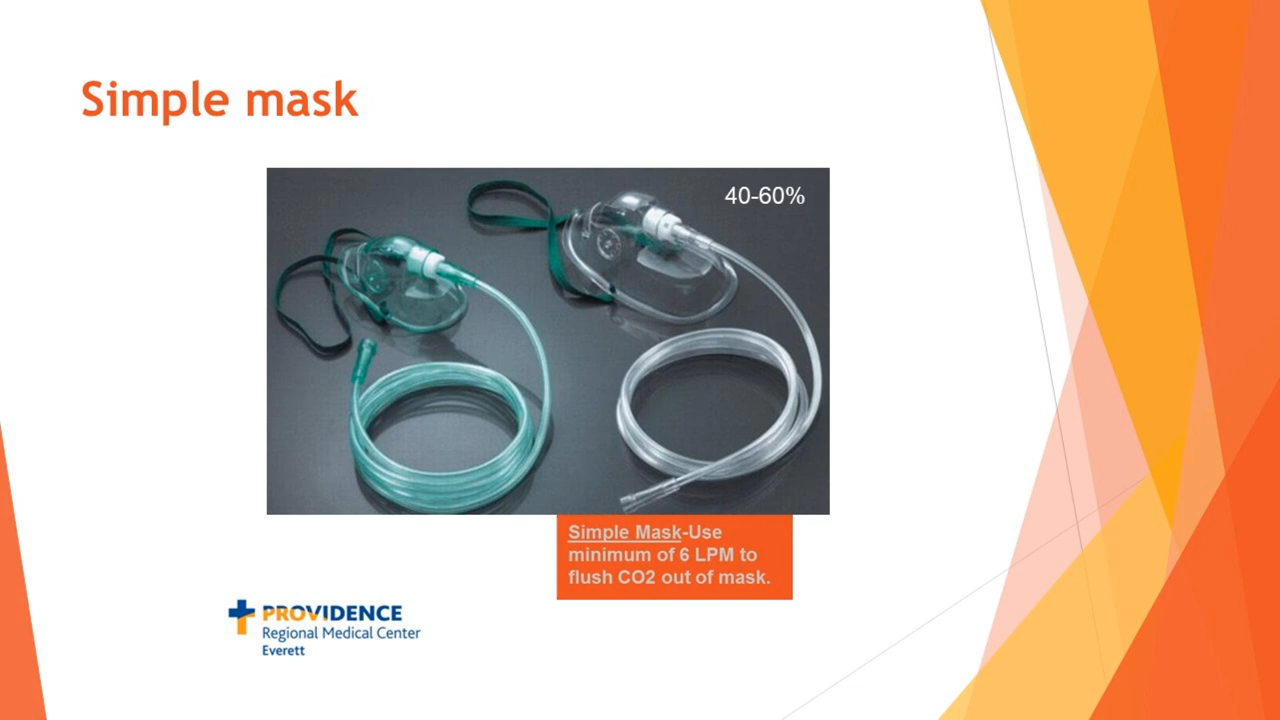 Simple mask
40-60%
Simple Mask-Use
minimum of 6 LPM to
flush CO2 out of mask.
PROVIDENCE
Regional Medical Center
Everett